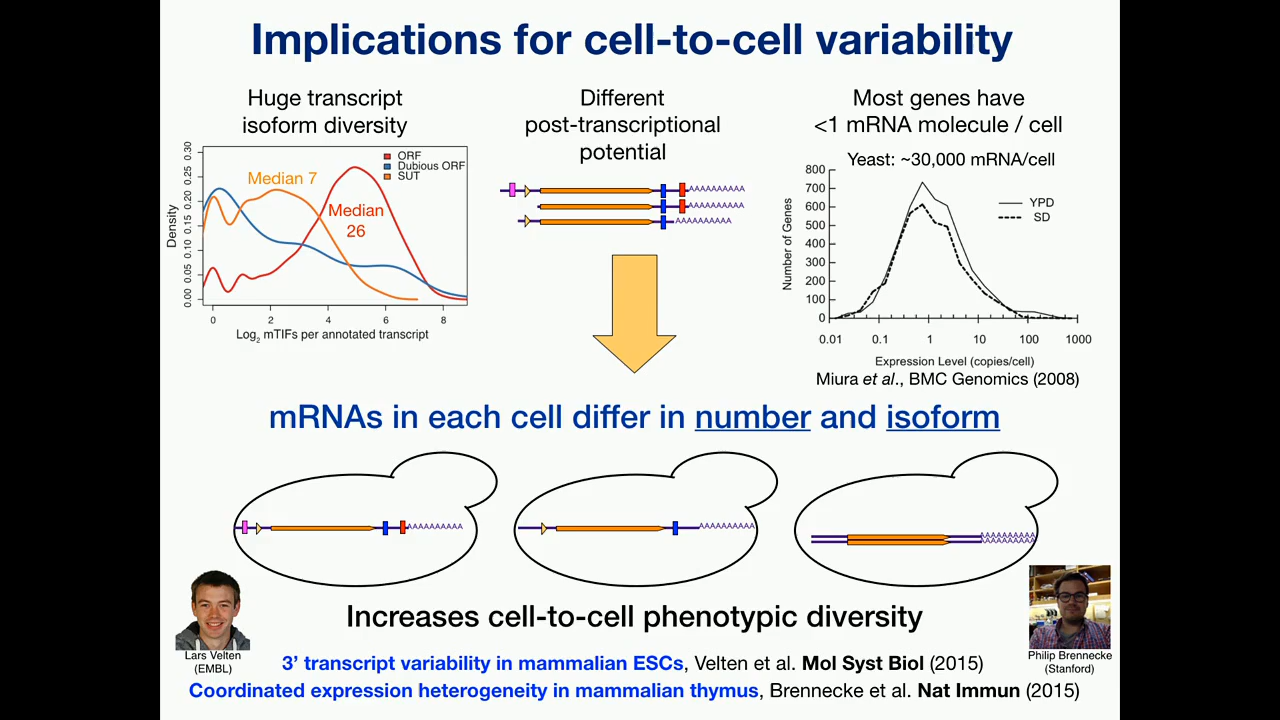 Implications for cell-to-cell variability
Huge transcript
isoform diversity
0.00 0.05 0.10 0.15 0.20 0.25 0.30
Density
ORF
Dubious ORF
SUT
Median 7
Median
26
0 2 4 6 8
Log2 mTIFs per annotated transcript
Different
post-transcriptional
potential
AAAAAAAAAA
AAAAAAAAAA
AAAAAAAAAA
Most genes have
<1 mRNA molecule / cell
Yeast: ~30,000 mRNA/cell
800
700
600
500
400
300
200
100
0
Number of Genes
YPD
SD
0.01 0.1 1 10 100 1000
Expression Level (copies/cell)
Miura et al., BMC Genomics (2008)
mRNAs in each cell differ in number and isoform
AAAAAAAAAA
AAAAAAAAAA
AAAAAAAAAA
AAAAAAAAAA
Increases cell-to-cell phenotypic diversity
Lars Velten
(EMBL)
Philip Brennecke
(Stanford)
3’ transcript variability in mammalian ESCs, Velten et al. Mol Syst Biol (2015)
Coordinated expression heterogeneity in mammalian thymus, Brennecke et al. Nat Immun (2015)